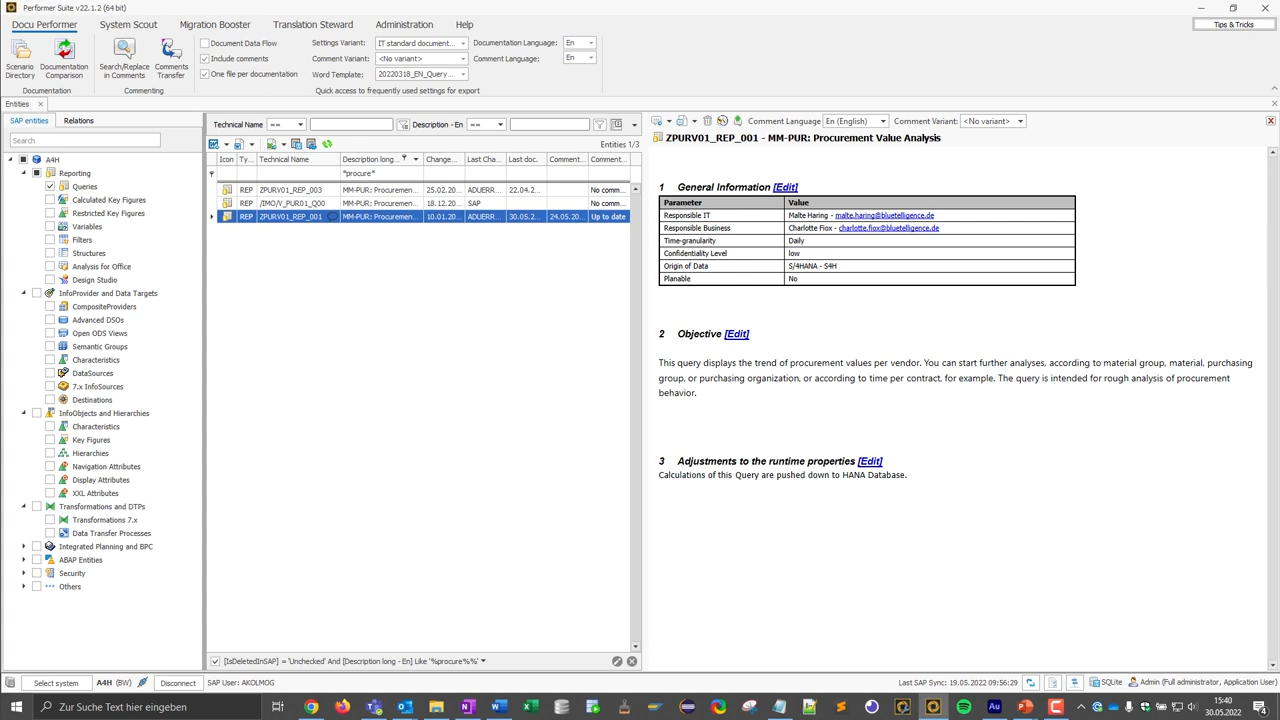 Performer Suite v22.1.2 (64 bit)
Docu Performer System Scout Migration Booster Translation Steward Administration Help
Tips & Tricks
Scenario Directory
Documentation Comparison
Documentation
Search/Replace in Comments
Comments Transfer
Commenting
Document Data Flow
Include comments
One file per documentation
Settings Variant: IT standard document...
Comment Variant: <No variant>
Word Template: 20220318_EN_Query...
Documentation Language: En
Comment Language: En
Quick access to frequently used settings for export
Entities
SAP entities Relations
Search
A4H
Reporting
Queries
Calculated Key Figures
Restricted Key Figures
Variables
Filters
Structures
Analysis for Office
Design Studio
InfoProvider and Data Targets
CompositeProviders
Advanced DSOs
Open ODS Views
Semantic Groups
Characteristics
DataSources
7.x InfoSources
Destinations
InfoObjects and Hierarchies
Characteristics
Key Figures
Hierarchies
Navigation Attributes
Display Attributes
XXL Attributes
Transformations and DTPs
Transformations 7.x
Data Transfer Processes
Integrated Planning and BPC
ABAP Entities
Security
Others
Technical Name == Description - En ==
Entities 1/3
Icon Ty... Technical Name Description long... Change... Last Cha... Last doc. Comment... Comment...
*procure*
REP ZPURV01_REP_003 MM-PUR: Procuremen... 25.02.20... ADUERR... 22.04.2... No comm...
REP /IMO/V_PUR01_Q00 MM-PUR: Procuremen... 18.12.20... SAP No comm...
REP ZPURV01_REP_001 MM-PUR: Procuremen... 10.01.20... ADUERR... 30.05.2... 24.05.20... Up to date
[IsDeletedInSAP] = 'Unchecked' And [Description long - En] Like '%procure%%'
Comment Language En (English) Comment Variant: <No variant>
ZPURV01_REP_001 - MM-PUR: Procurement Value Analysis
1 General Information [Edit]
Parameter Value
Responsible IT Malte Haring - malte.haring@bluetelligence.de
Responsible Business Charlotte Fiox - charlotte.fiox@bluetelligence.de
Time-granularity Daily
Confidentiality Level low
Origin of Data S/4HANA - S4H
Planable No
2 Objective [Edit]
This query displays the trend of procurement values per vendor. You can start further analyses, according to material group, material, purchasing
group, or purchasing organization, or according to time per contract, for example. The query is intended for rough analysis of procurement
behavior.
3 Adjustments to the runtime properties [Edit]
Calculations of this Query are pushed down to HANA Database.
Select system A4H (BW) Disconnect SAP User: AKOLMOG
Last SAP Sync: 19.05.2022 09:56:29 SQLite Admin (Full administrator, Application User)
Zur Suche Text hier eingeben
15:40
30.05.2022